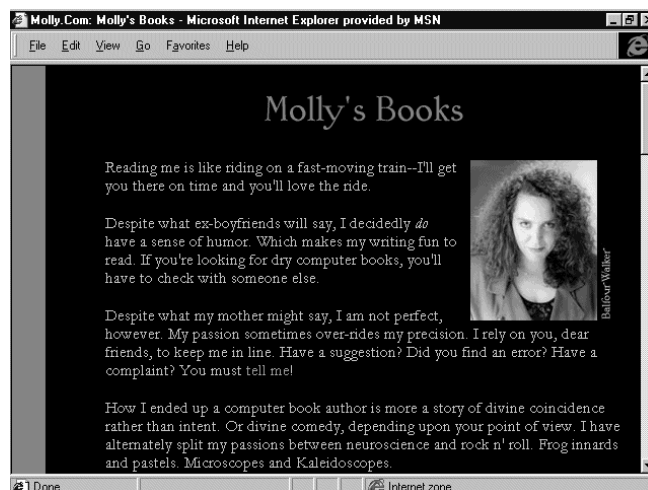 Molly.Com: Molly's Books - Microsoft Internet Explorer provided by MSN
File Edit View Go Favorites Help
Molly's Books
Reading me is like riding on a fast-moving train--I'll get
you there on time and you'll love the ride.
Despite what ex-boyfriends will say, I decidedly do
have a sense of humor. Which makes my writing fun to
read. If you're looking for dry computer books, you'll
have to check with someone else.
BalfourWalker
Despite what my mother might say, I am not perfect,
however. My passion sometimes over-rides my precision. I rely on you, dear
friends, to keep me in line. Have a suggestion? Did you find an error? Have a
complaint? You must tell me!
How I ended up a computer book author is more a story of divine coincidence
rather than intent. Or divine comedy, depending upon your point of view. I have
alternately split my passions between neuroscience and rock n' roll. Frog innards
and pastels. Microscopes and Kaleidoscopes.
Done Internet zone